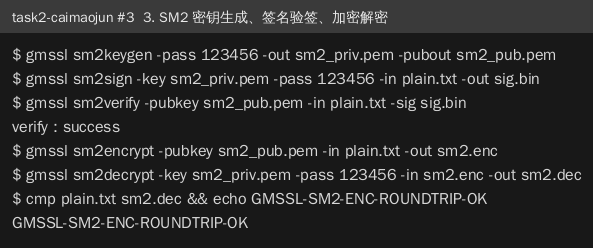 task2-caimaojun #3 3. SM2 密钥生成、签名验签、加密解密
$ gmssl sm2keygen -pass 123456 -out sm2_priv.pem -pubout sm2_pub.pem
$ gmssl sm2sign -key sm2_priv.pem -pass 123456 -in plain.txt -out sig.bin
$ gmssl sm2verify -pubkey sm2_pub.pem -in plain.txt -sig sig.bin
verify : success
$ gmssl sm2encrypt -pubkey sm2_pub.pem -in plain.txt -out sm2.enc
$ gmssl sm2decrypt -key sm2_priv.pem -pass 123456 -in sm2.enc -out sm2.dec
$ cmp plain.txt sm2.dec && echo GMSSL-SM2-ENC-ROUNDTRIP-OK
GMSSL-SM2-ENC-ROUNDTRIP-OK